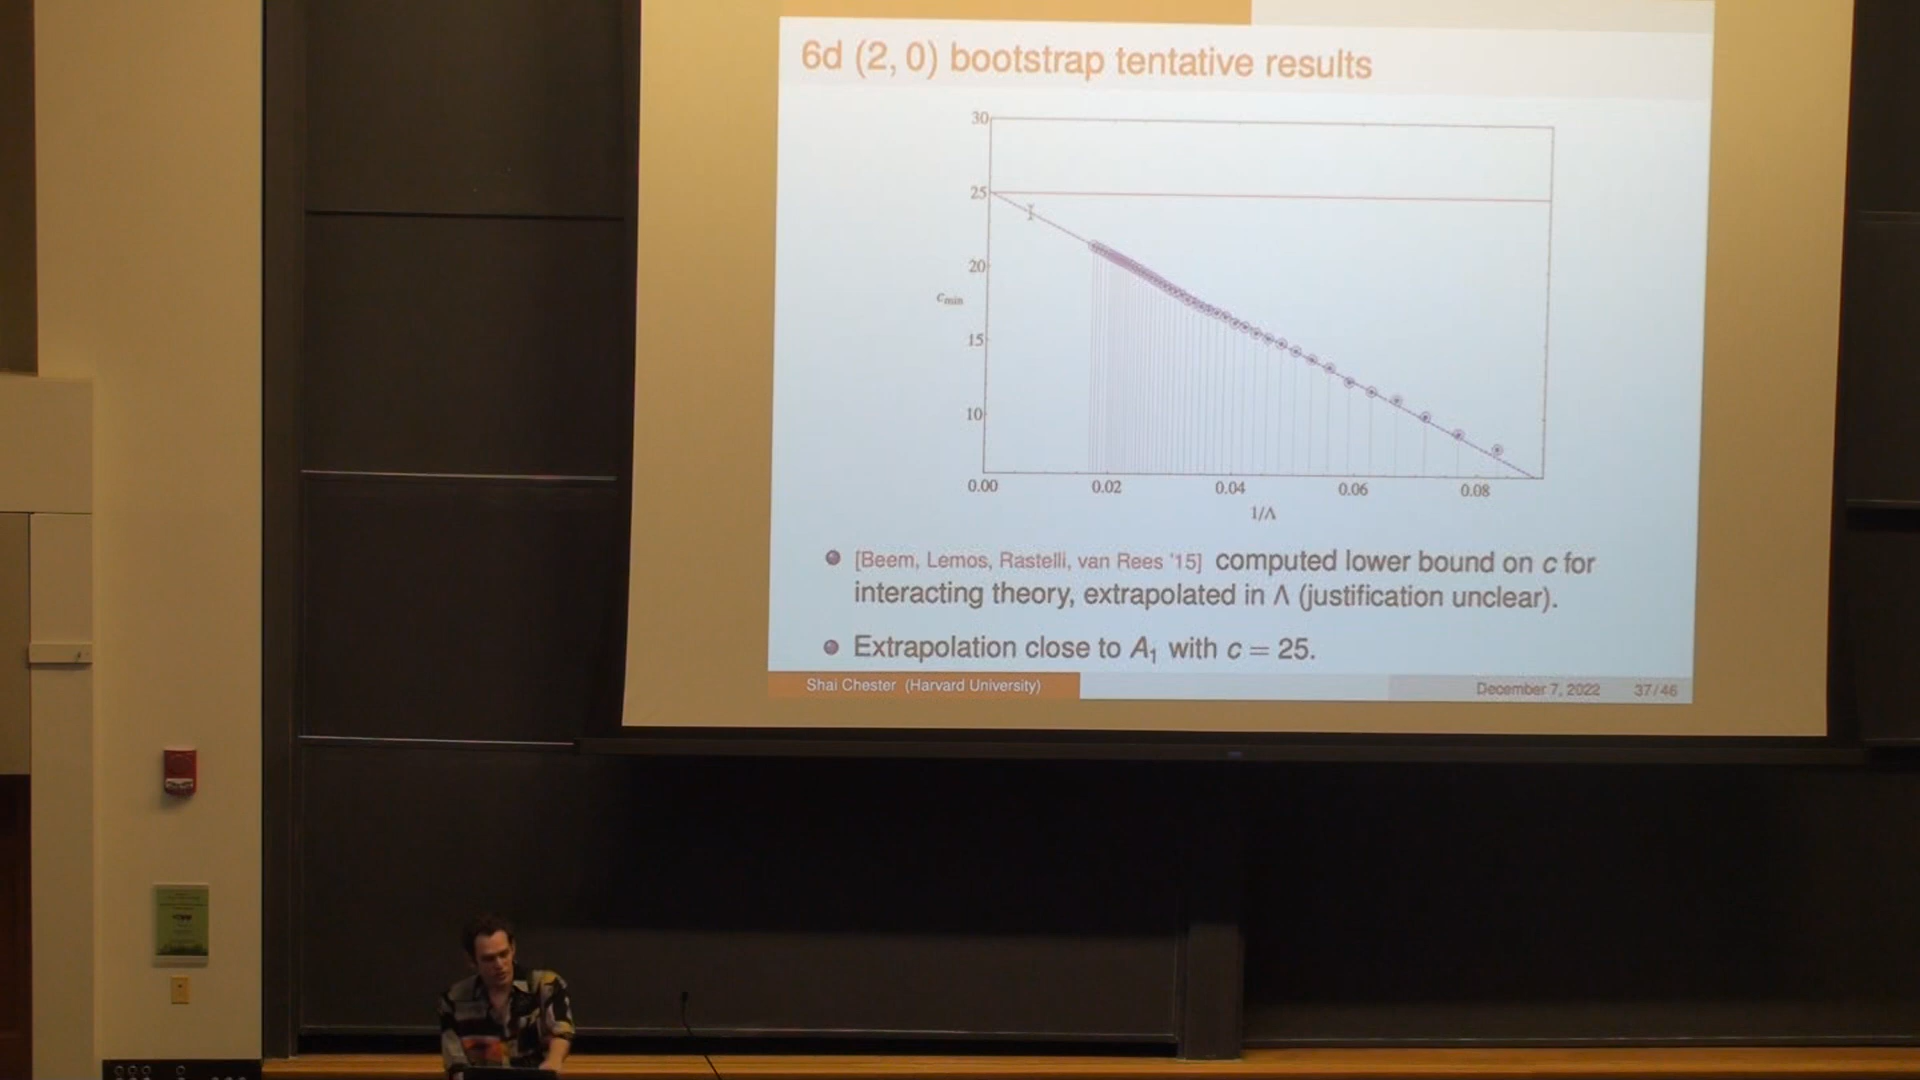 6d (2, 0) bootstrap tentative results
30
25
20
c_min
15
10
0.00 0.02 0.04 0.06 0.08
1/Λ
[Beem, Lemos, Rastelli, van Rees '15] computed lower bound on c for
interacting theory, extrapolated in Λ (justification unclear).
Extrapolation close to A₁ with c = 25.
Shai Chester (Harvard University) December 7, 2022 37/46